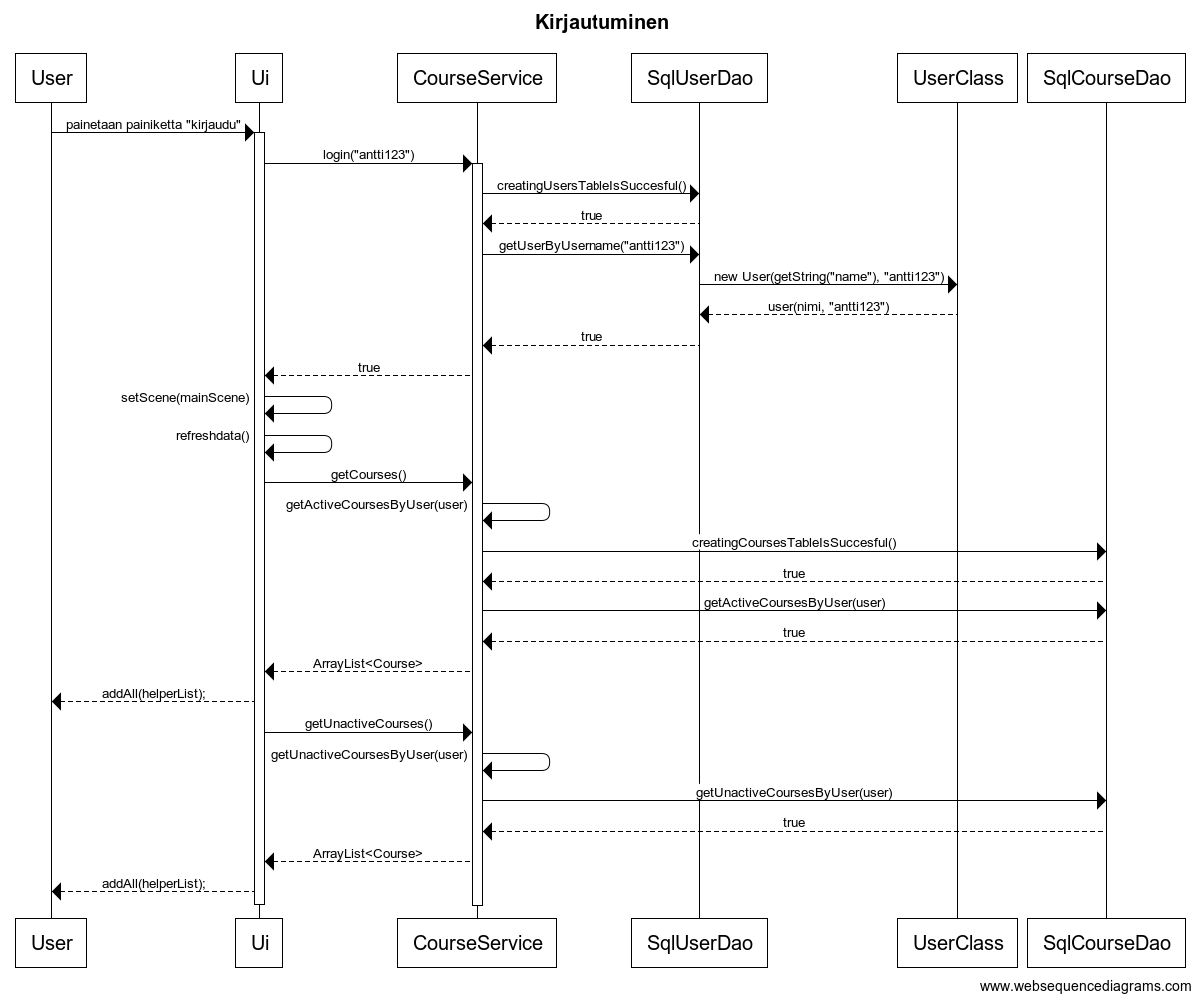 Kirjautuminen
User
Ui
CourseService
SqlUserDao
UserClass
SqlCourseDao
painetaan painiketta "kirjaudu"
login("antti123")
creatingUsersTableIsSuccesful()
true
getUserByUsername("antti123")
new User(getString("name"), "antti123")
user(nimi, "antti123")
true
true
setScene(mainScene)
refreshdata()
getCourses()
getActiveCoursesByUser(user)
creatingCoursesTableIsSuccesful()
true
getActiveCoursesByUser(user)
true
ArrayList<Course>
addAll(helperList);
getUnactiveCourses()
getUnactiveCoursesByUser(user)
getUnactiveCoursesByUser(user)
true
ArrayList<Course>
addAll(helperList);
User
Ui
CourseService
SqlUserDao
UserClass
SqlCourseDao
www.websequencediagrams.com